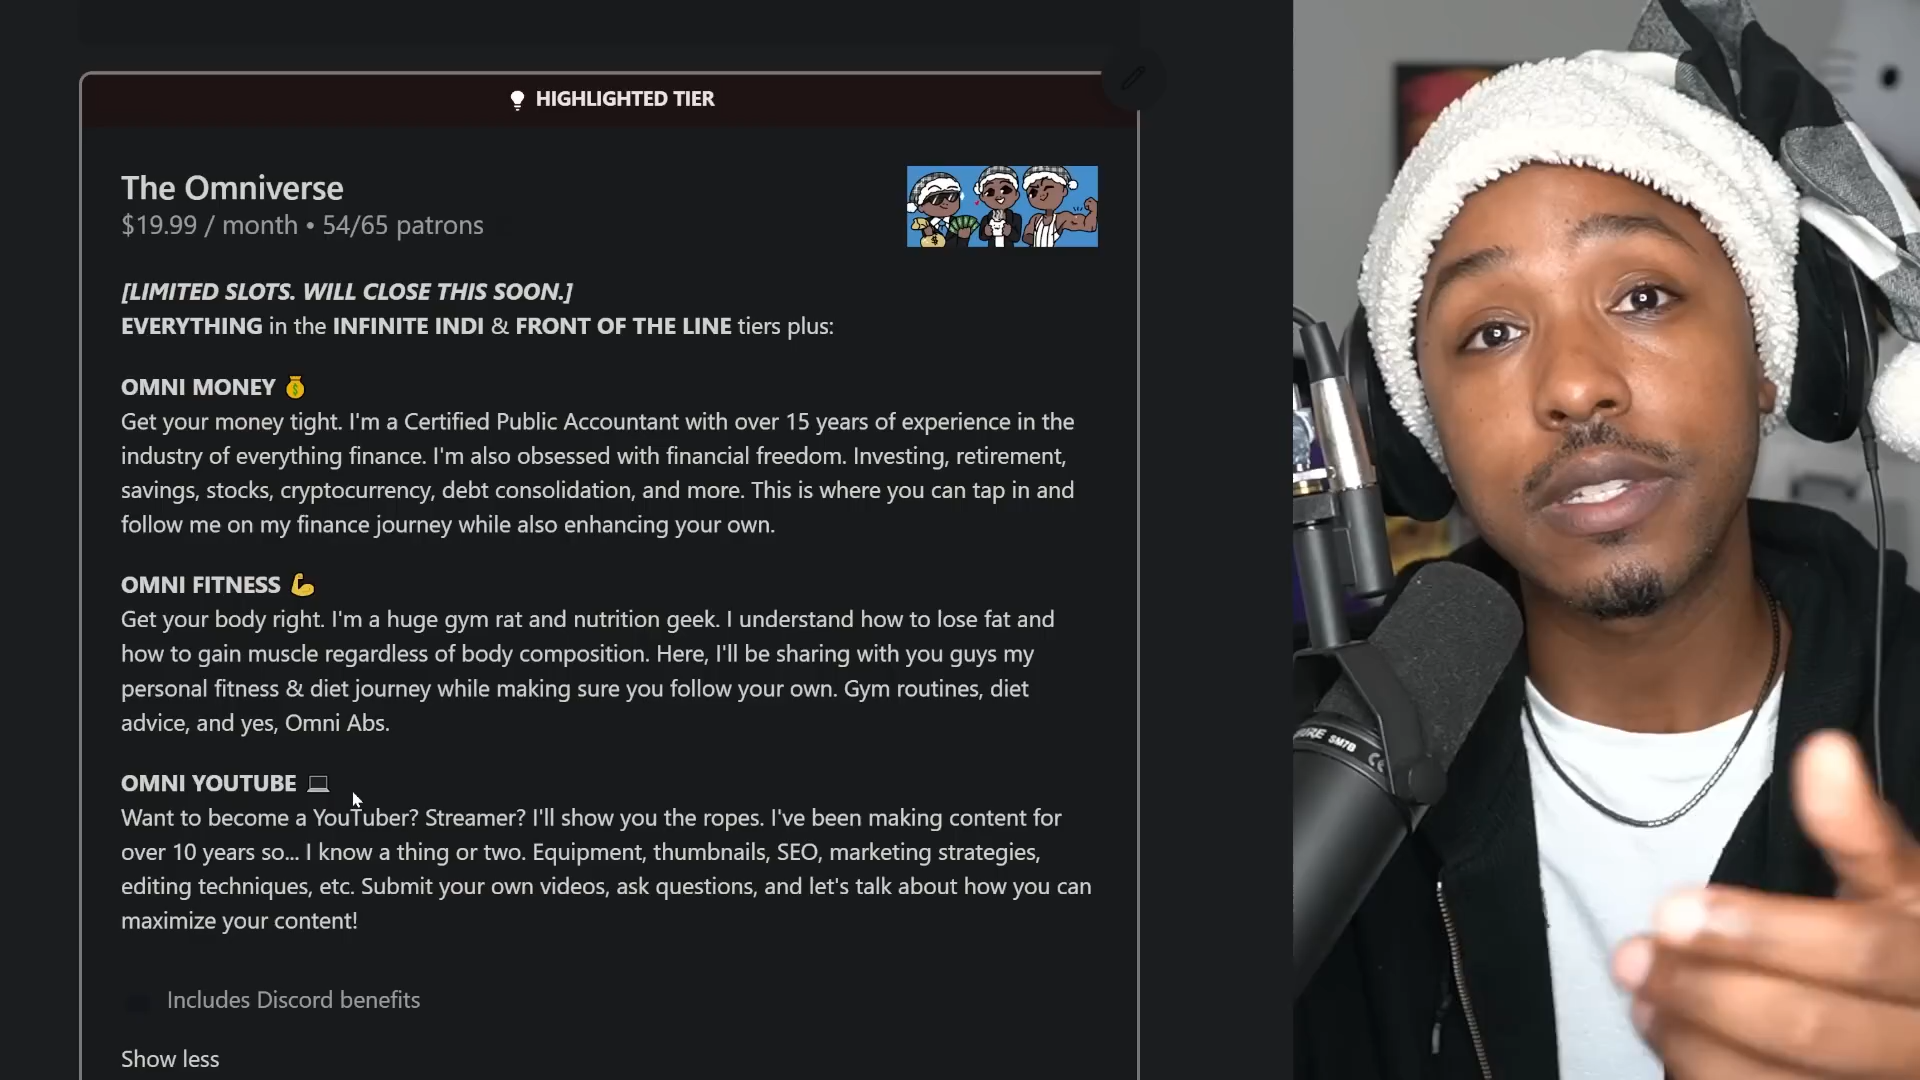 HIGHLIGHTED TIER
The Omniverse
$19.99 / month • 54/65 patrons
[LIMITED SLOTS. WILL CLOSE THIS SOON.]
EVERYTHING in the INFINITE INDI & FRONT OF THE LINE tiers plus:
OMNI MONEY 💰
Get your money tight. I'm a Certified Public Accountant with over 15 years of experience in the
industry of everything finance. I'm also obsessed with financial freedom. Investing, retirement,
savings, stocks, cryptocurrency, debt consolidation, and more. This is where you can tap in and
follow me on my finance journey while also enhancing your own.
OMNI FITNESS 💪
Get your body right. I'm a huge gym rat and nutrition geek. I understand how to lose fat and
how to gain muscle regardless of body composition. Here, I'll be sharing with you guys my
personal fitness & diet journey while making sure you follow your own. Gym routines, diet
advice, and yes, Omni Abs.
OMNI YOUTUBE 💻
Want to become a YouTuber? Streamer? I'll show you the ropes. I've been making content for
over 10 years so... I know a thing or two. Equipment, thumbnails, SEO, marketing strategies,
editing techniques, etc. Submit your own videos, ask questions, and let's talk about how you can
maximize your content!
Includes Discord benefits
Show less
SM7B